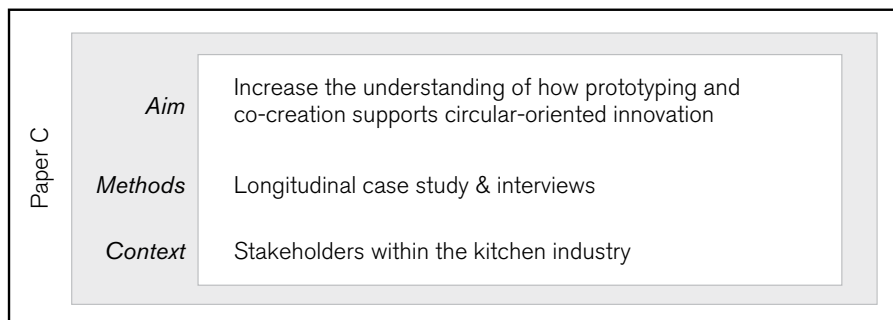 Paper C
Aim
Increase the understanding of how prototyping and
co-creation supports circular-oriented innovation
Methods
Longitudinal case study & interviews
Context
Stakeholders within the kitchen industry